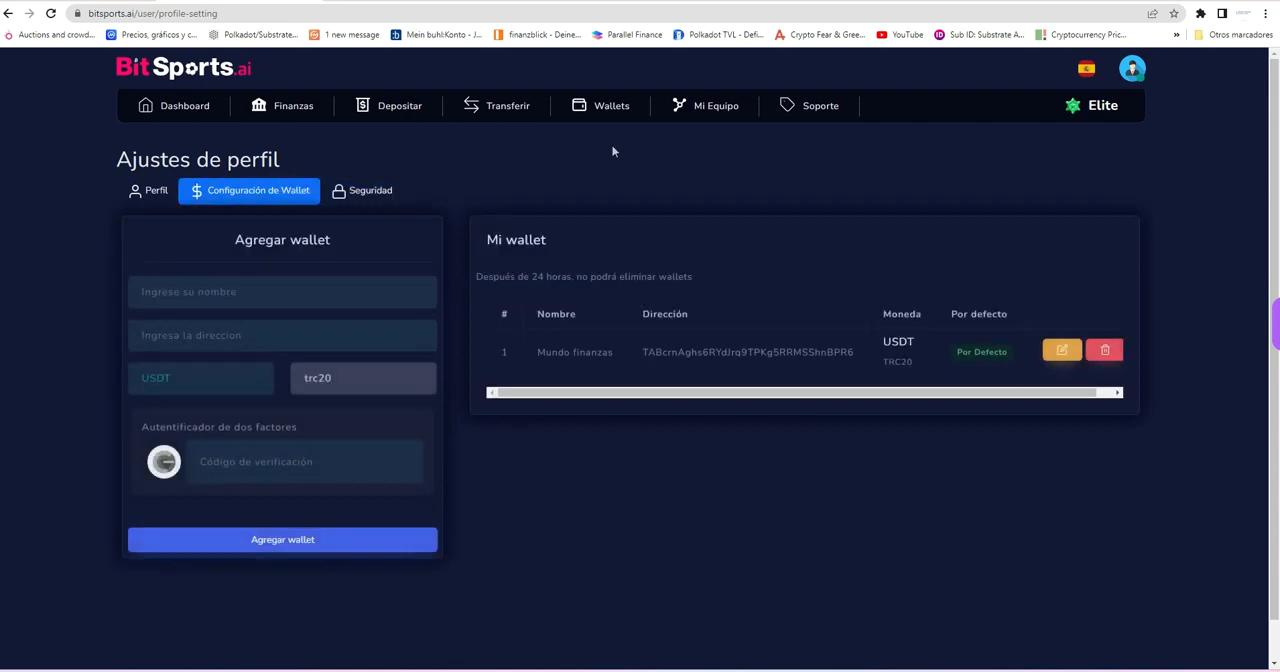 bitsports.ai/user/profile-setting
Auctions and crowd... Precios, gráficos y c... Polkadot/Substrate... 1 new message Mein buhl:Konto - J... finanzblick - Deine... Parallel Finance Polkadot TVL - Defi... Crypto Fear & Gree... YouTube Sub ID: Substrate A... Cryptocurrency Pric... » Otros marcadores
BitSports.ai
Dashboard Finanzas Depositar Transferir Wallets Mi Equipo Soporte Elite
Ajustes de perfil
Perfil Configuración de Wallet Seguridad
Agregar wallet
Ingrese su nombre
Ingresa la direccion
USDT trc20
Autentificador de dos factores
Código de verificación
Agregar wallet
Mi wallet
Después de 24 horas, no podrá eliminar wallets
# Nombre Dirección Moneda Por defecto
1 Mundo finanzas TABcrnAghs6RYdJrq9TPKg5RRMSShnBPR6 USDT Por Defecto
TRC20